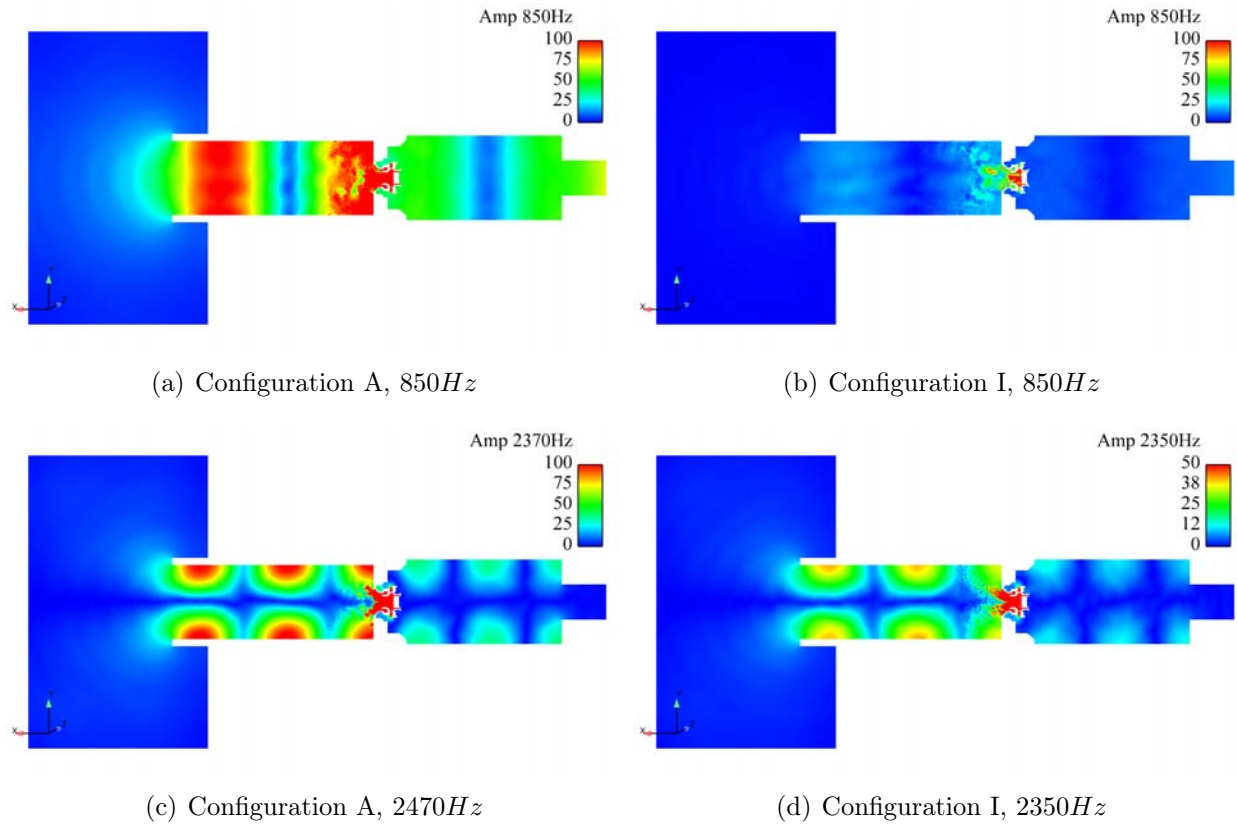 Amp 850Hz
100
75
50
25
0
Y
X
Z
(a) Configuration A, 850Hz
Amp 850Hz
100
75
50
25
0
Y
X
Z
(b) Configuration I, 850Hz
Amp 2370Hz
100
75
50
25
0
Y
X
Z
(c) Configuration A, 2470Hz
Amp 2350Hz
50
38
25
12
0
Y
X
Z
(d) Configuration I, 2350Hz